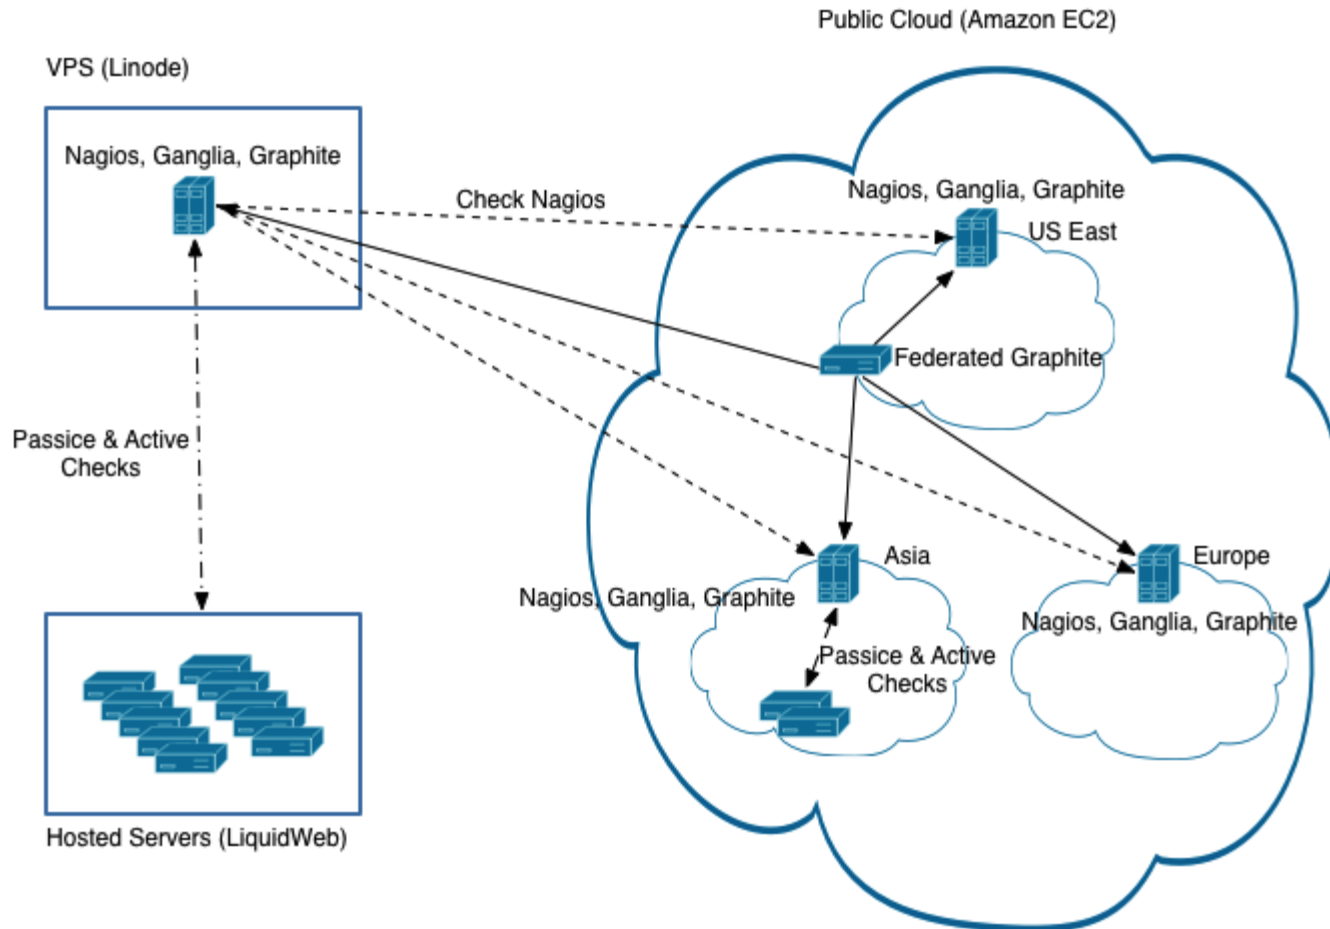 Public Cloud (Amazon EC2)
VPS (Linode)
Nagios, Ganglia, Graphite
Check Nagios
Nagios, Ganglia, Graphite
US East
Federated Graphite
Passice & Active
Checks
Asia
Nagios, Ganglia, Graphite
Europe
Nagios, Ganglia, Graphite
Passice & Active
Checks
Hosted Servers (LiquidWeb)